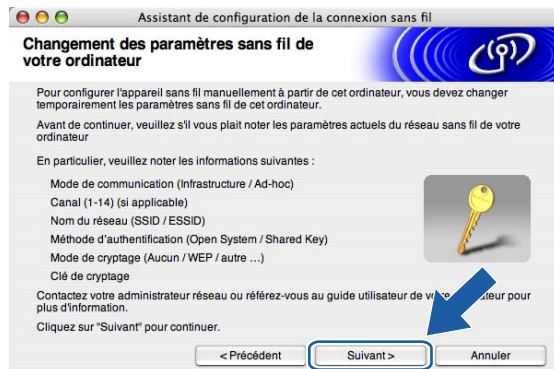 Assistant de configuration de la connexion sans fil
Changement des paramètres sans fil de
votre ordinateur
Pour configurer l'appareil sans fil manuellement à partir de cet ordinateur, vous devez changer
temporairement les paramètres sans fil de cet ordinateur.
Avant de continuer, veuillez s'il vous plait noter les paramètres actuels du réseau sans fil de votre
ordinateur
En particulier, veuillez noter les informations suivantes :
Mode de communication (Infrastructure / Ad-hoc)
Canal (1-14) (si applicable)
Nom du réseau (SSID / ESSID)
Méthode d'authentification (Open System / Shared Key)
Mode de cryptage (Aucun / WEP / autre ...)
Clé de cryptage
Contactez votre administrateur réseau ou référez-vous au guide utilisateur de pour
plus d'information.
Cliquez sur "Suivant" pour continuer.
< Précédent
Suivant >
Annuler